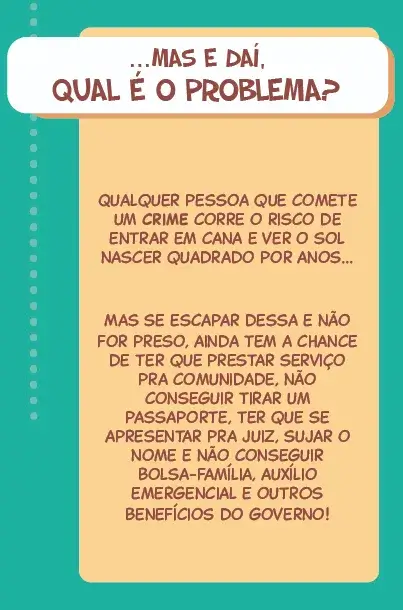 ...MAS E DAÍ,
QUAL É O PROBLEMA?
QUALQUER PESSOA QUE COMETE
UM CRIME CORRE O RISCO DE
ENTRAR EM CANA E VER O SOL
NASCER QUADRADO POR ANOS...
MAS SE ESCAPAR DESSA E NÃO
FOR PRESO, AINDA TEM A CHANCE
DE TER QUE PRESTAR SERVIÇO
PRA COMUNIDADE, NÃO
CONSEGUIR TIRAR UM
PASSAPORTE, TER QUE SE
APRESENTAR PRA JUIZ, SUJAR O
NOME E NÃO CONSEGUIR
BOLSA-FAMÍLIA, AUXÍLIO
EMERGENCIAL E OUTROS
BENEFÍCIOS DO GOVERNO!